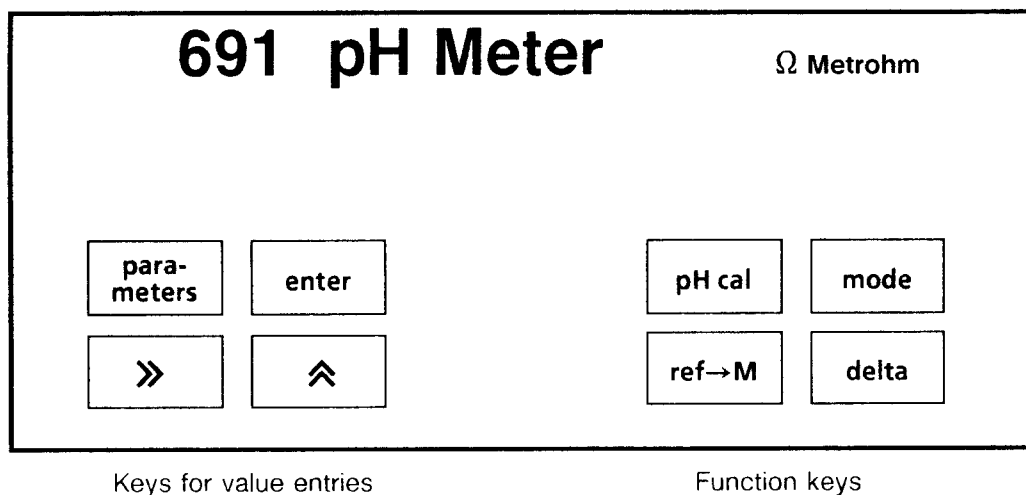 691 pH Meter
Ω Metrohm
para-
meters
enter
pH cal
mode
»
ref→M
delta
Keys for value entries
Function keys